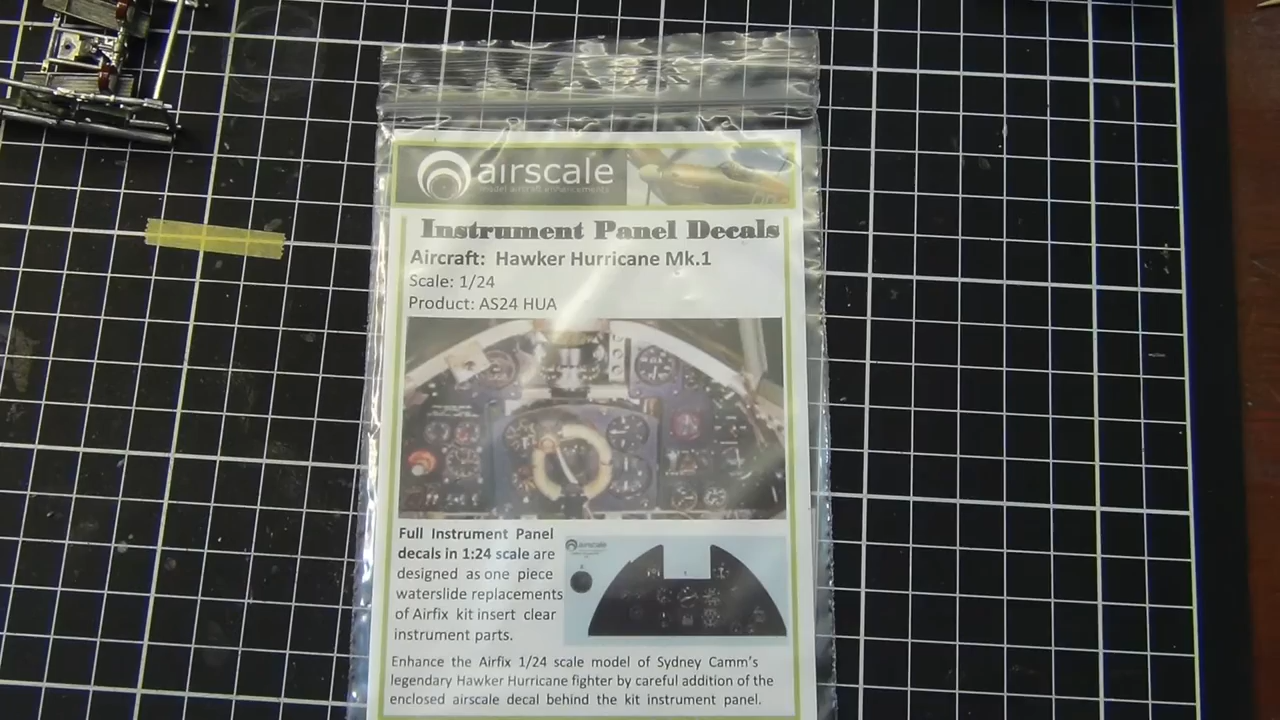 airscale
model aircraft enhancements
Instrument Panel Decals
Aircraft: Hawker Hurricane Mk.1
Scale: 1/24
Product: AS24 HUA
Full Instrument Panel
decals in 1:24 scale are
designed as one piece
waterslide replacements
of Airfix kit insert clear
instrument parts.
airscale
Enhance the Airfix 1/24 scale model of Sydney Camm's
legendary Hawker Hurricane fighter by careful addition of the
enclosed airscale decal behind the kit instrument panel.